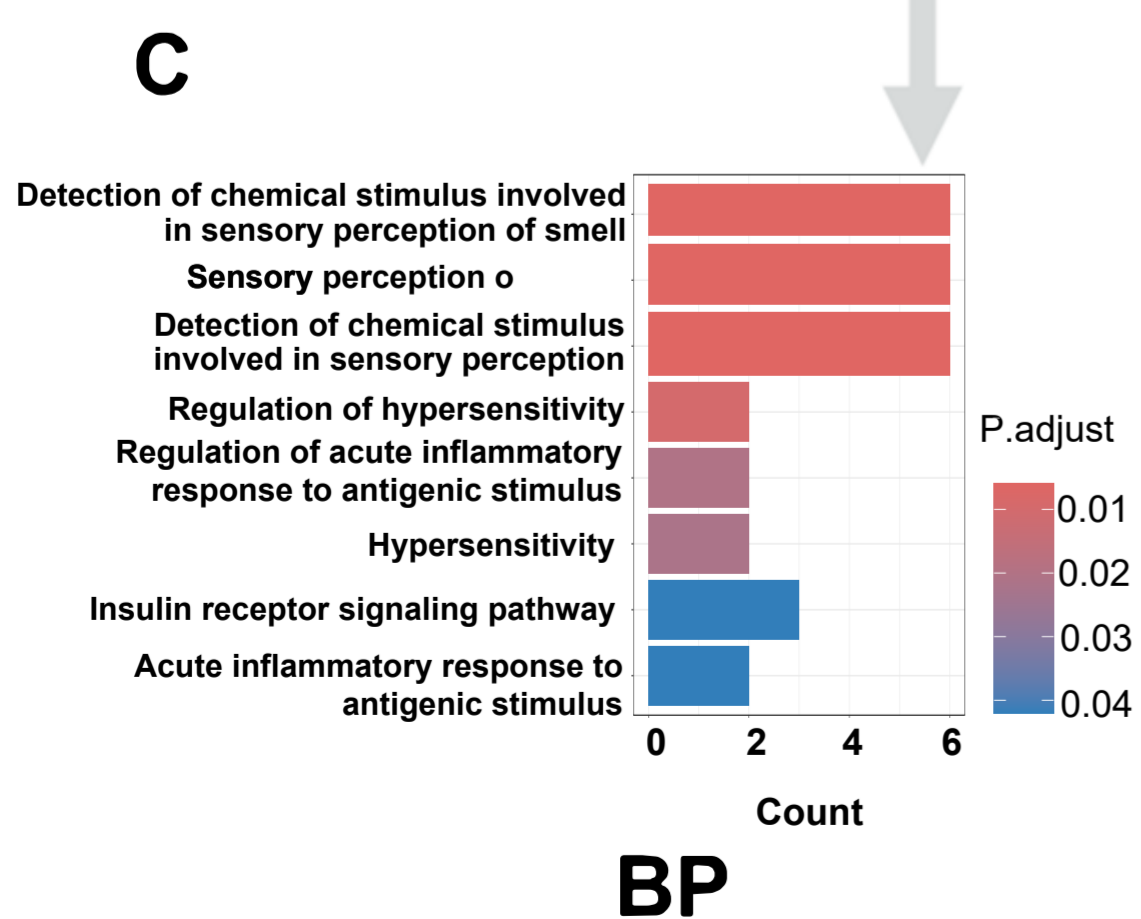 C
Detection of chemical stimulus involved
in sensory perception of smell
Sensory perception o
Detection of chemical stimulus
involved in sensory perception
Regulation of hypersensitivity
Regulation of acute inflammatory
response to antigenic stimulus
Hypersensitivity
Insulin receptor signaling pathway
Acute inflammatory response to
antigenic stimulus
0 2 4 6
Count
BP
P.adjust
0.01
0.02
0.03
0.04